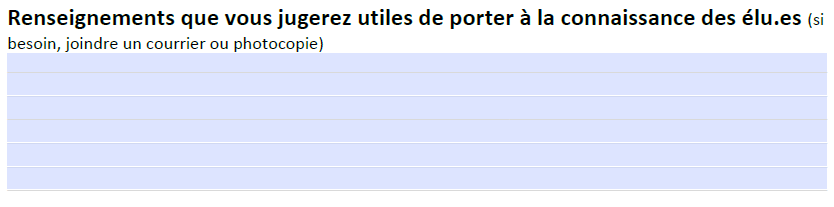 Renseignements que vous jugerez utiles de porter à la connaissance des élu.es (si
besoin, joindre un courrier ou photocopie)